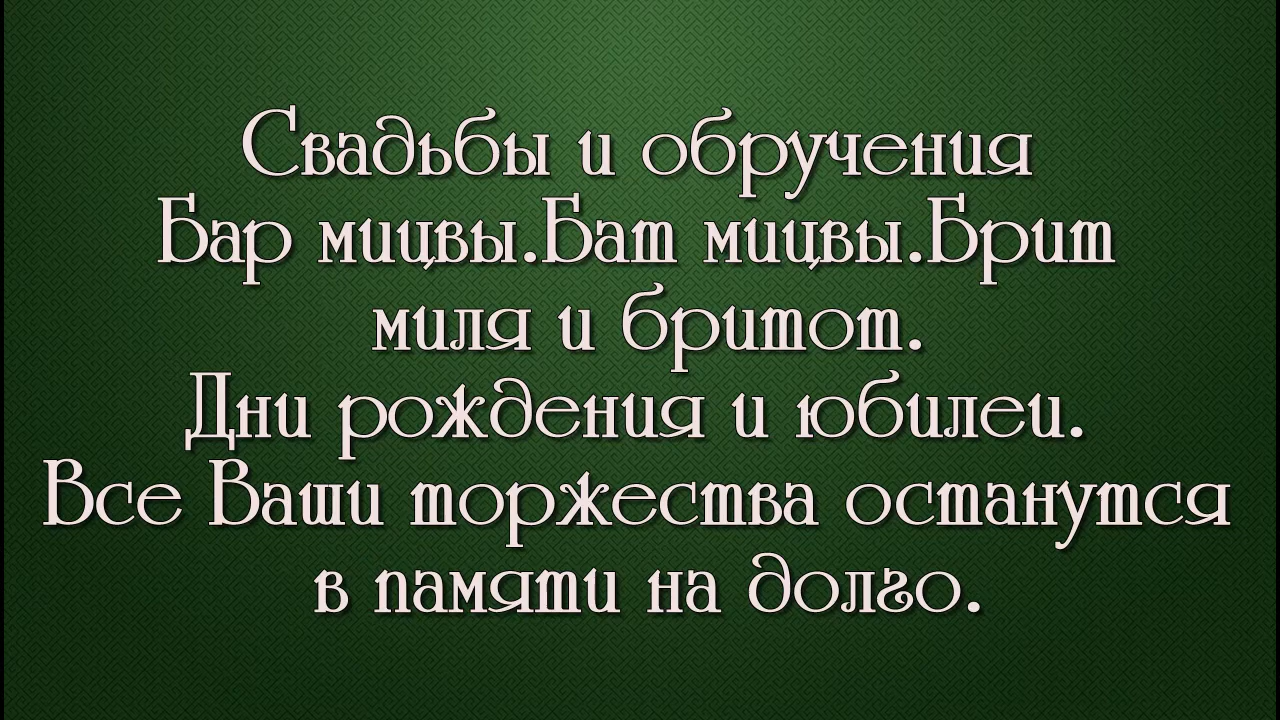 Свадьбы и обручения
Бар мицвы.Бат мицвы.Брит
миля и бритот.
Дни рождения и юбилеи.
Все Ваши торжества останутся
в памяти на долго.